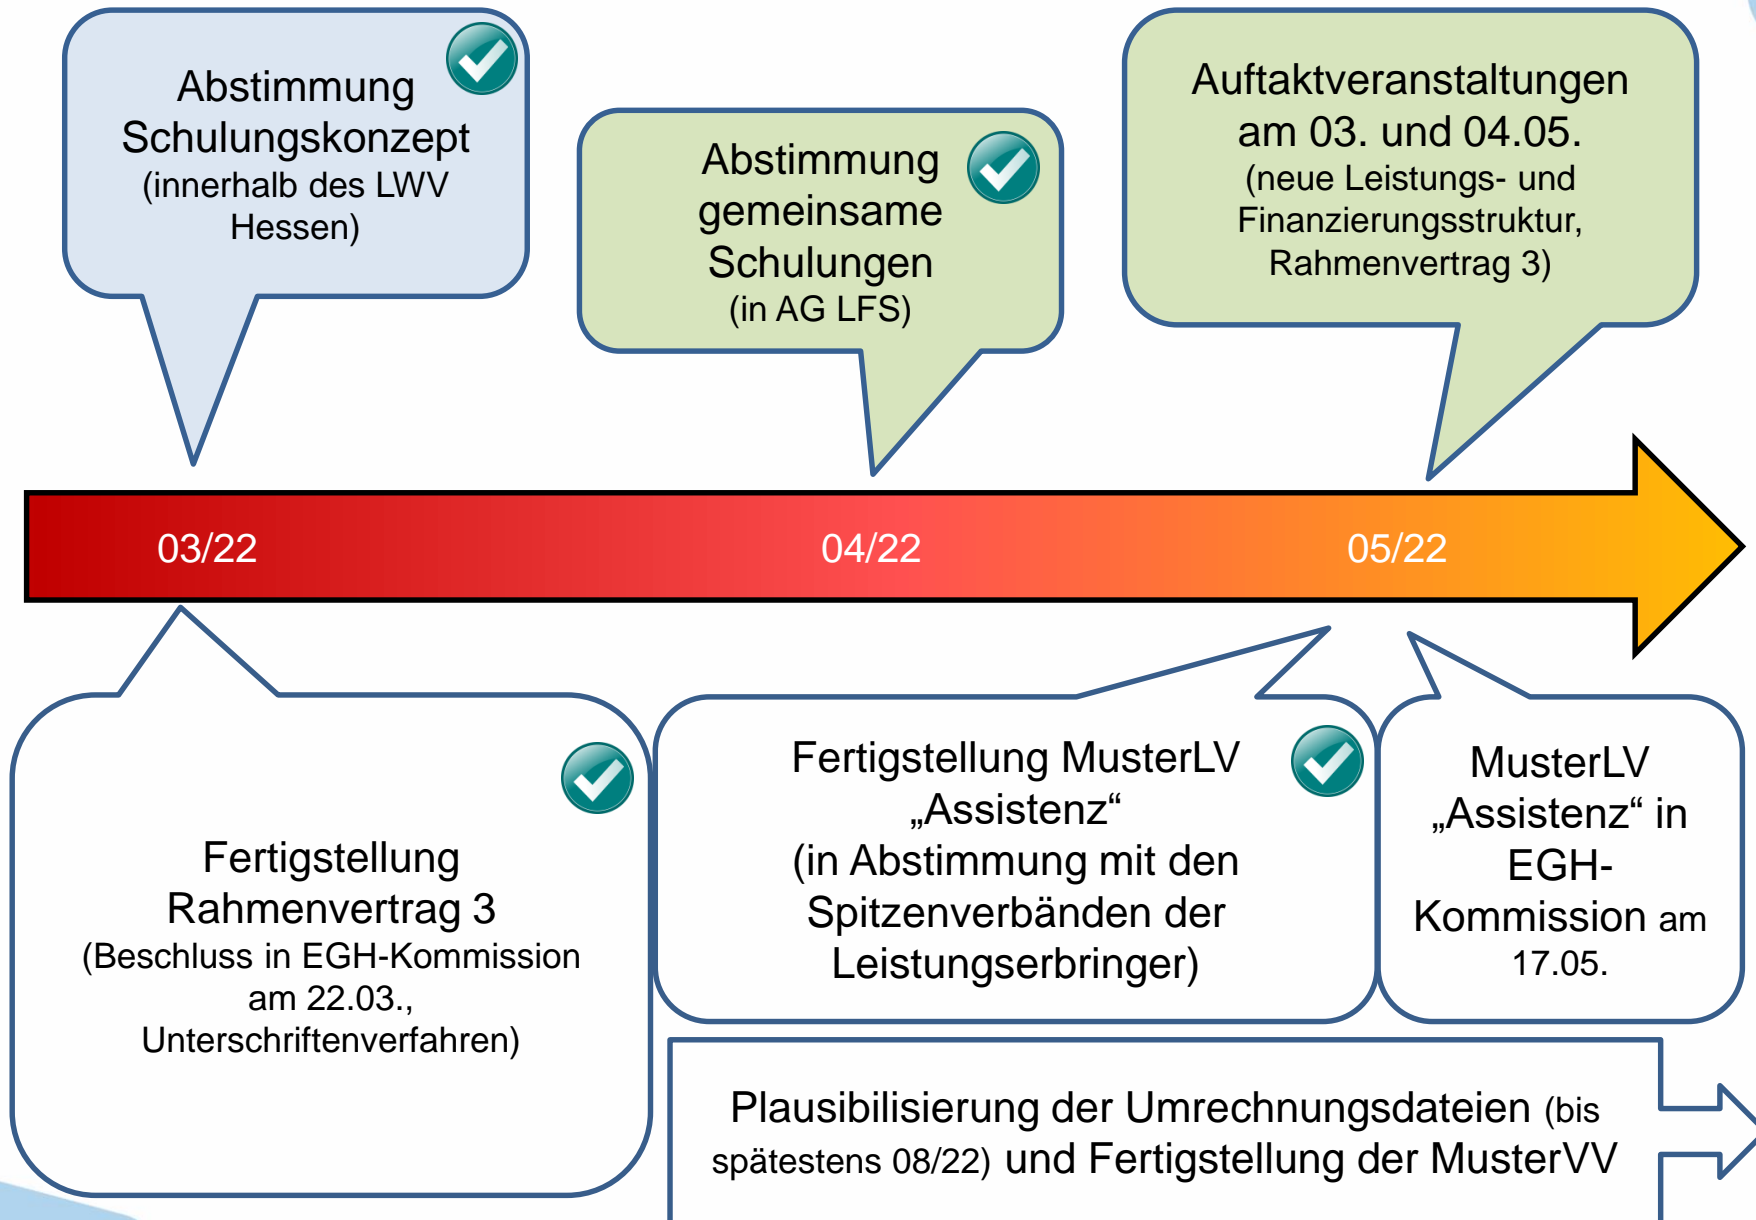 Abstimmung
Schulungskonzept
(innerhalb des LWV
Hessen)
Abstimmung
gemeinsame
Schulungen
(in AG LFS)
Auftaktveranstaltungen
am 03. und 04.05.
(neue Leistungs- und
Finanzierungsstruktur,
Rahmenvertrag 3)
03/22
04/22
05/22
Fertigstellung
Rahmenvertrag 3
(Beschluss in EGH-Kommission
am 22.03.,
Unterschriftenverfahren)
Fertigstellung MusterLV
„Assistenz“
(in Abstimmung mit den
Spitzenverbänden der
Leistungserbringer)
MusterLV
„Assistenz“ in
EGH-
Kommission am
17.05.
Plausibilisierung der Umrechnungsdateien (bis
spätestens 08/22) und Fertigstellung der MusterVV